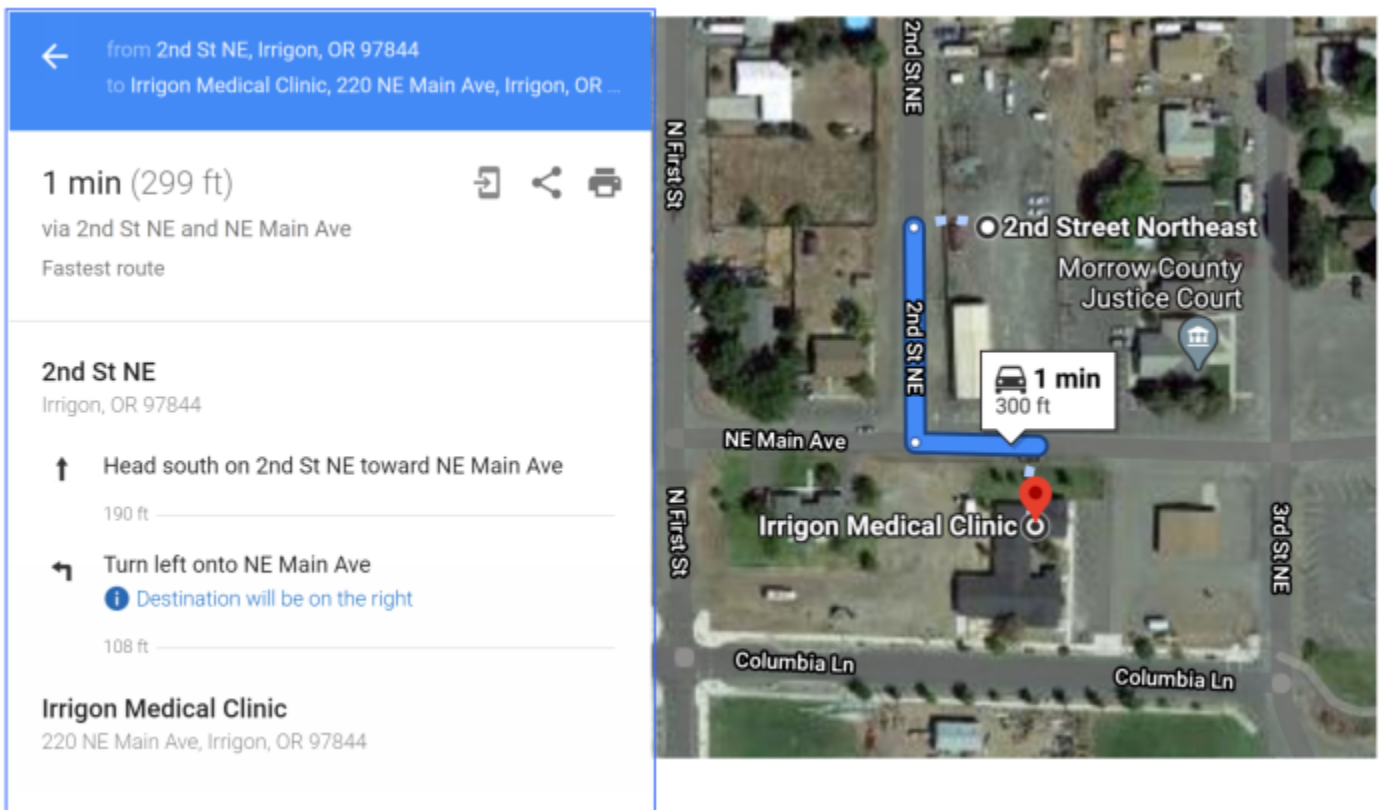 from 2nd St NE, Irrigon, OR 97844
to Irrigon Medical Clinic, 220 NE Main Ave, Irrigon, OR ...
1 min (299 ft)
via 2nd St NE and NE Main Ave
Fastest route
2nd St NE
Irrigon, OR 97844
Head south on 2nd St NE toward NE Main Ave
190 ft
Turn left onto NE Main Ave
Destination will be on the right
108 ft
Irrigon Medical Clinic
220 NE Main Ave, Irrigon, OR 97844
2nd St NE
N First St
2nd Street Northeast
Morrow County
Justice Court
2nd St NE
1 min
300 ft
NE Main Ave
N First St
Irrigon Medical Clinic
3rd St NE
Columbia Ln
Columbia Ln